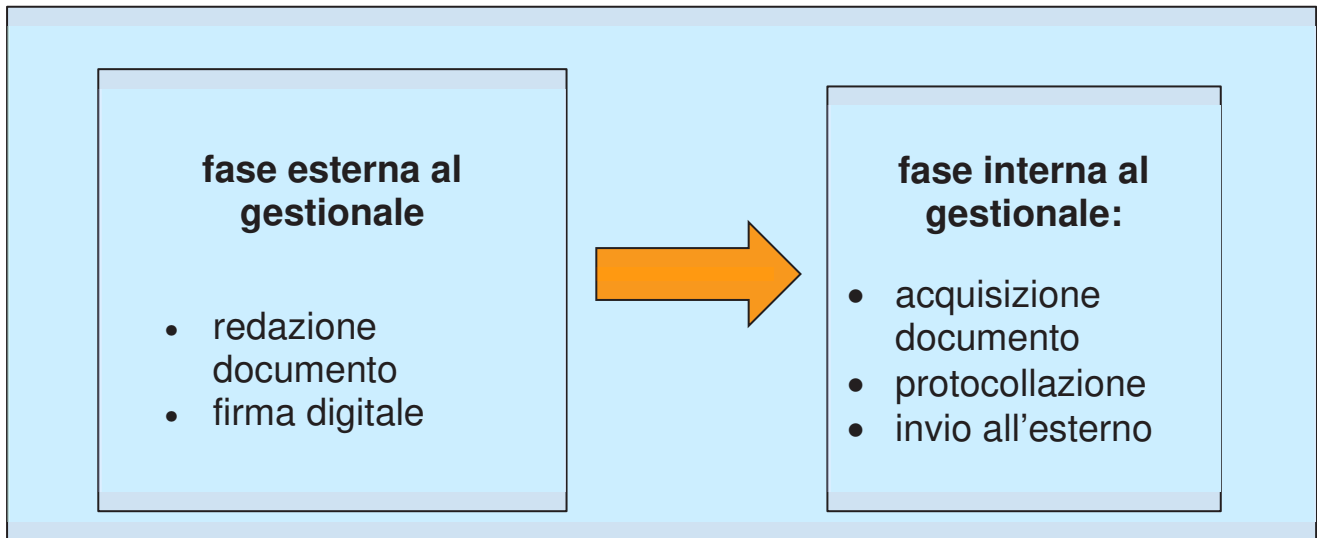 fase esterna al
gestionale
• redazione
documento
• firma digitale
fase interna al
gestionale:
• acquisizione
documento
• protocollazione
• invio all'esterno